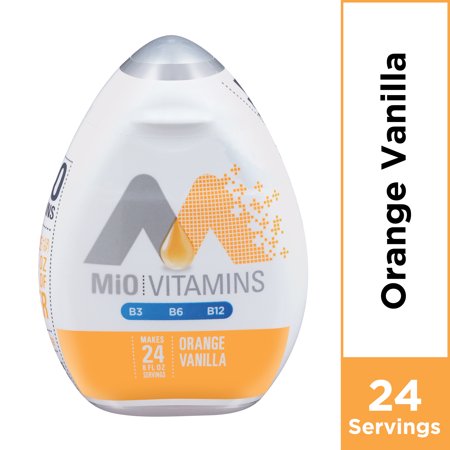 MiO VITAMINS
B3 B6 B12
MAKES
24
8 FL OZ
SERVINGS
ORANGE
VANILLA
Orange Vanilla
24
Servings